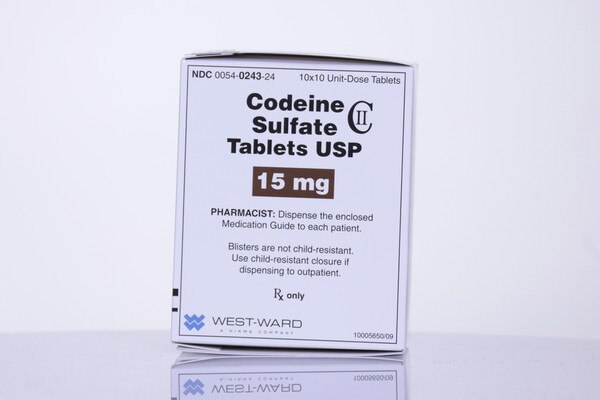 NDC 0054-0243-24 10x10 Unit-Dose Tablets
Codeine CII
Sulfate
Tablets USP
15 mg
PHARMACIST: Dispense the enclosed
Medication Guide to each patient.
Blisters are not child-resistant.
Use child-resistant closure if
dispensing to outpatient.
Rx only
WEST-WARD
A HIKMA COMPANY
10005650/09